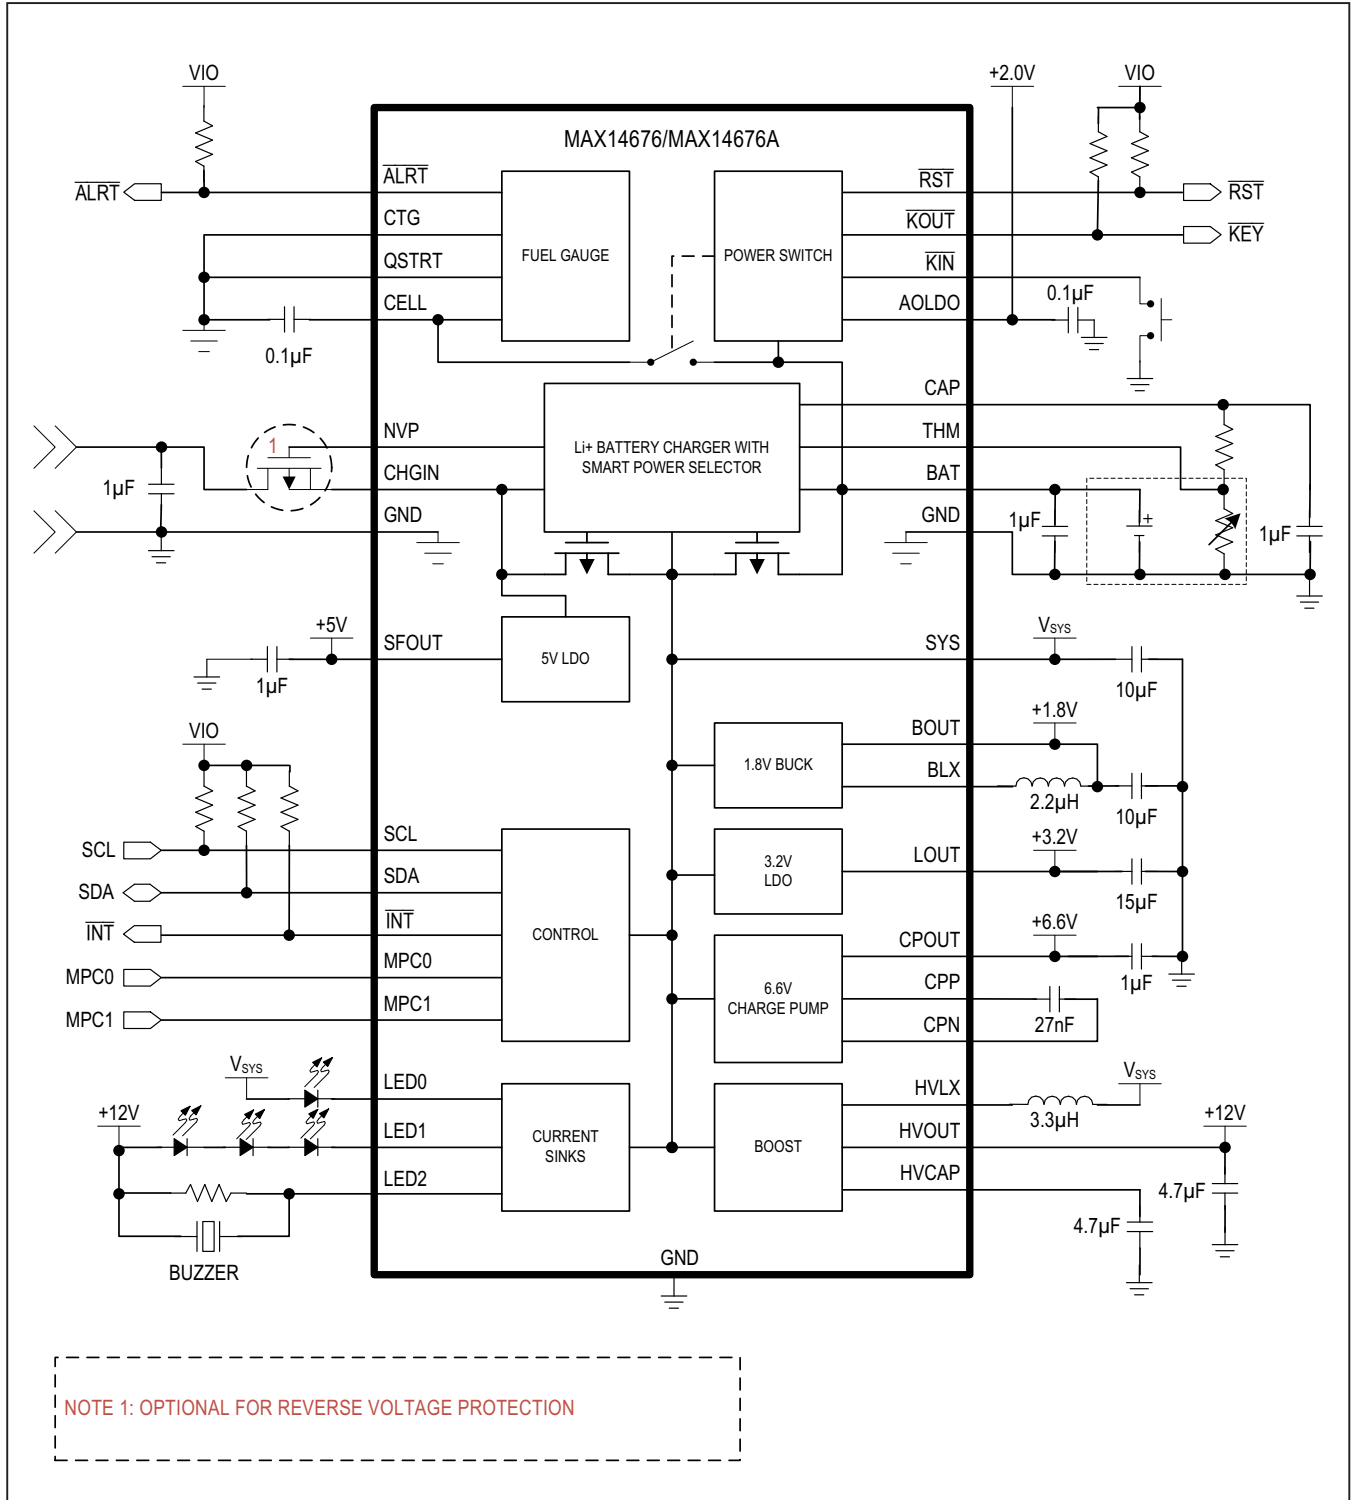 VIO
+2.0V
VIO
MAX14676/MAX14676A
ALRT
ALRT
CTG
QSTRT
CELL
0.1µF
FUEL GAUGE
POWER SWITCH
RST
RST
KOUT
KEY
KIN
AOLDO
0.1µF
NVP
1
CHGIN
1µF
GND
Li+ BATTERY CHARGER WITH
SMART POWER SELECTOR
CAP
THM
BAT
GND
1µF
+
1µF
+5V
SFOUT
1µF
5V LDO
SYS
VSYS
10µF
BOUT
+1.8V
1.8V BUCK
BLX
2.2µH
10µF
VIO
SCL
SCL
SDA
SDA
INT
INT
MPC0
MPC0
MPC1
MPC1
CONTROL
3.2V
LDO
LOUT
+3.2V
15µF
6.6V
CHARGE PUMP
CPOUT
+6.6V
1µF
CPP
CPN
27nF
VSYS
LED0
+12V
LED1
LED2
BUZZER
CURRENT
SINKS
BOOST
HVLX
3.3µH
VSYS
HVOUT
+12V
HVCAP
4.7µF
4.7µF
GND
NOTE 1: OPTIONAL FOR REVERSE VOLTAGE PROTECTION